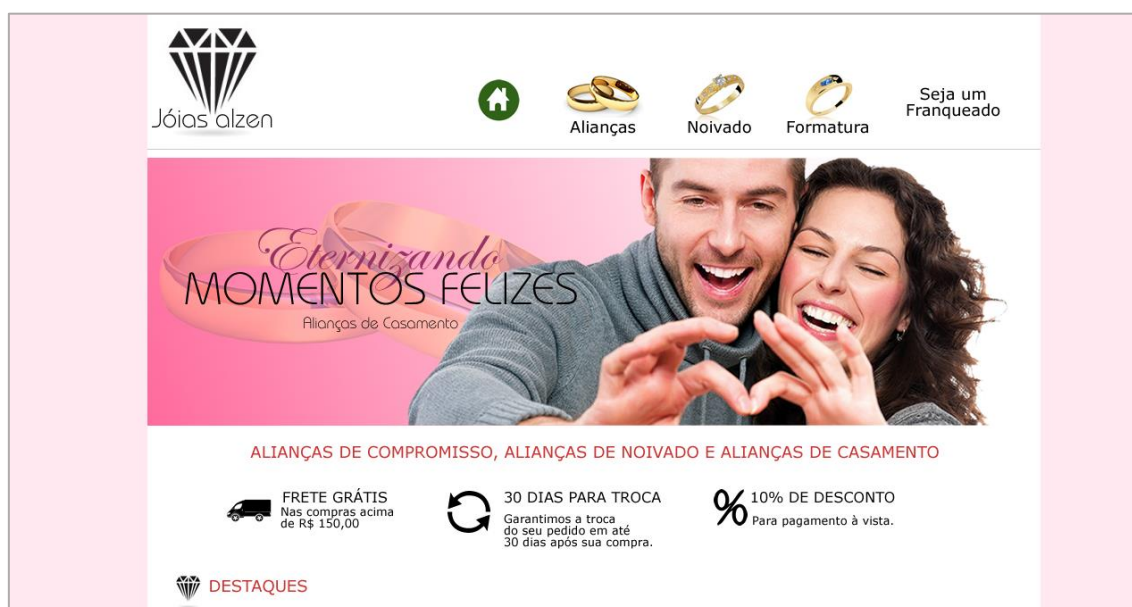 Jóias alzen
Alianças
Noivado
Formatura
Seja um
Franqueado
Eternizando
MOMENTOS FELIZES
Alianças de Casamento
ALIANÇAS DE COMPROMISSO, ALIANÇAS DE NOIVADO E ALIANÇAS DE CASAMENTO
FRETE GRÁTIS
Nas compras acima
de R$ 150,00
30 DIAS PARA TROCA
Garantimos a troca
do seu pedido em até
30 dias após sua compra.
% 10% DE DESCONTO
Para pagamento à vista.
DESTAQUES